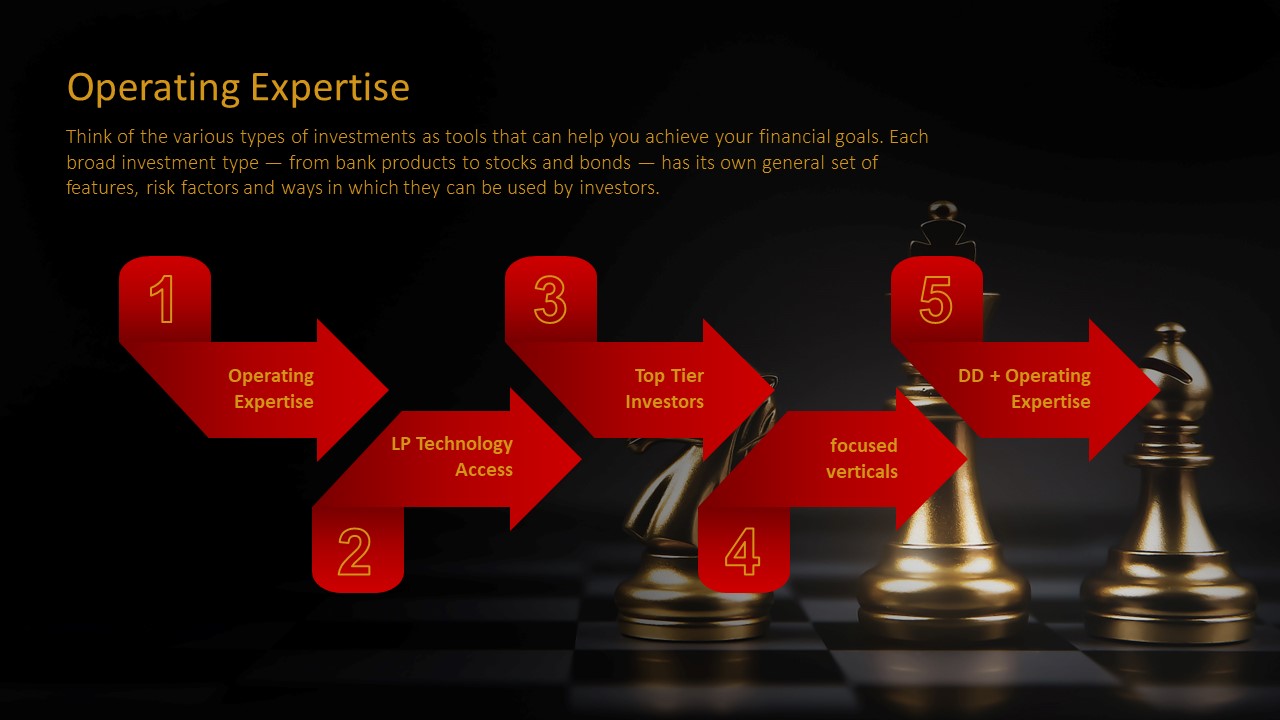 Operating Expertise
Think of the various types of investments as tools that can help you achieve your financial goals. Each
broad investment type — from bank products to stocks and bonds — has its own general set of
features, risk factors and ways in which they can be used by investors.
1
Operating
Expertise
2
LP Technology
Access
3
Top Tier
Investors
4
focused
verticals
5
DD + Operating
Expertise